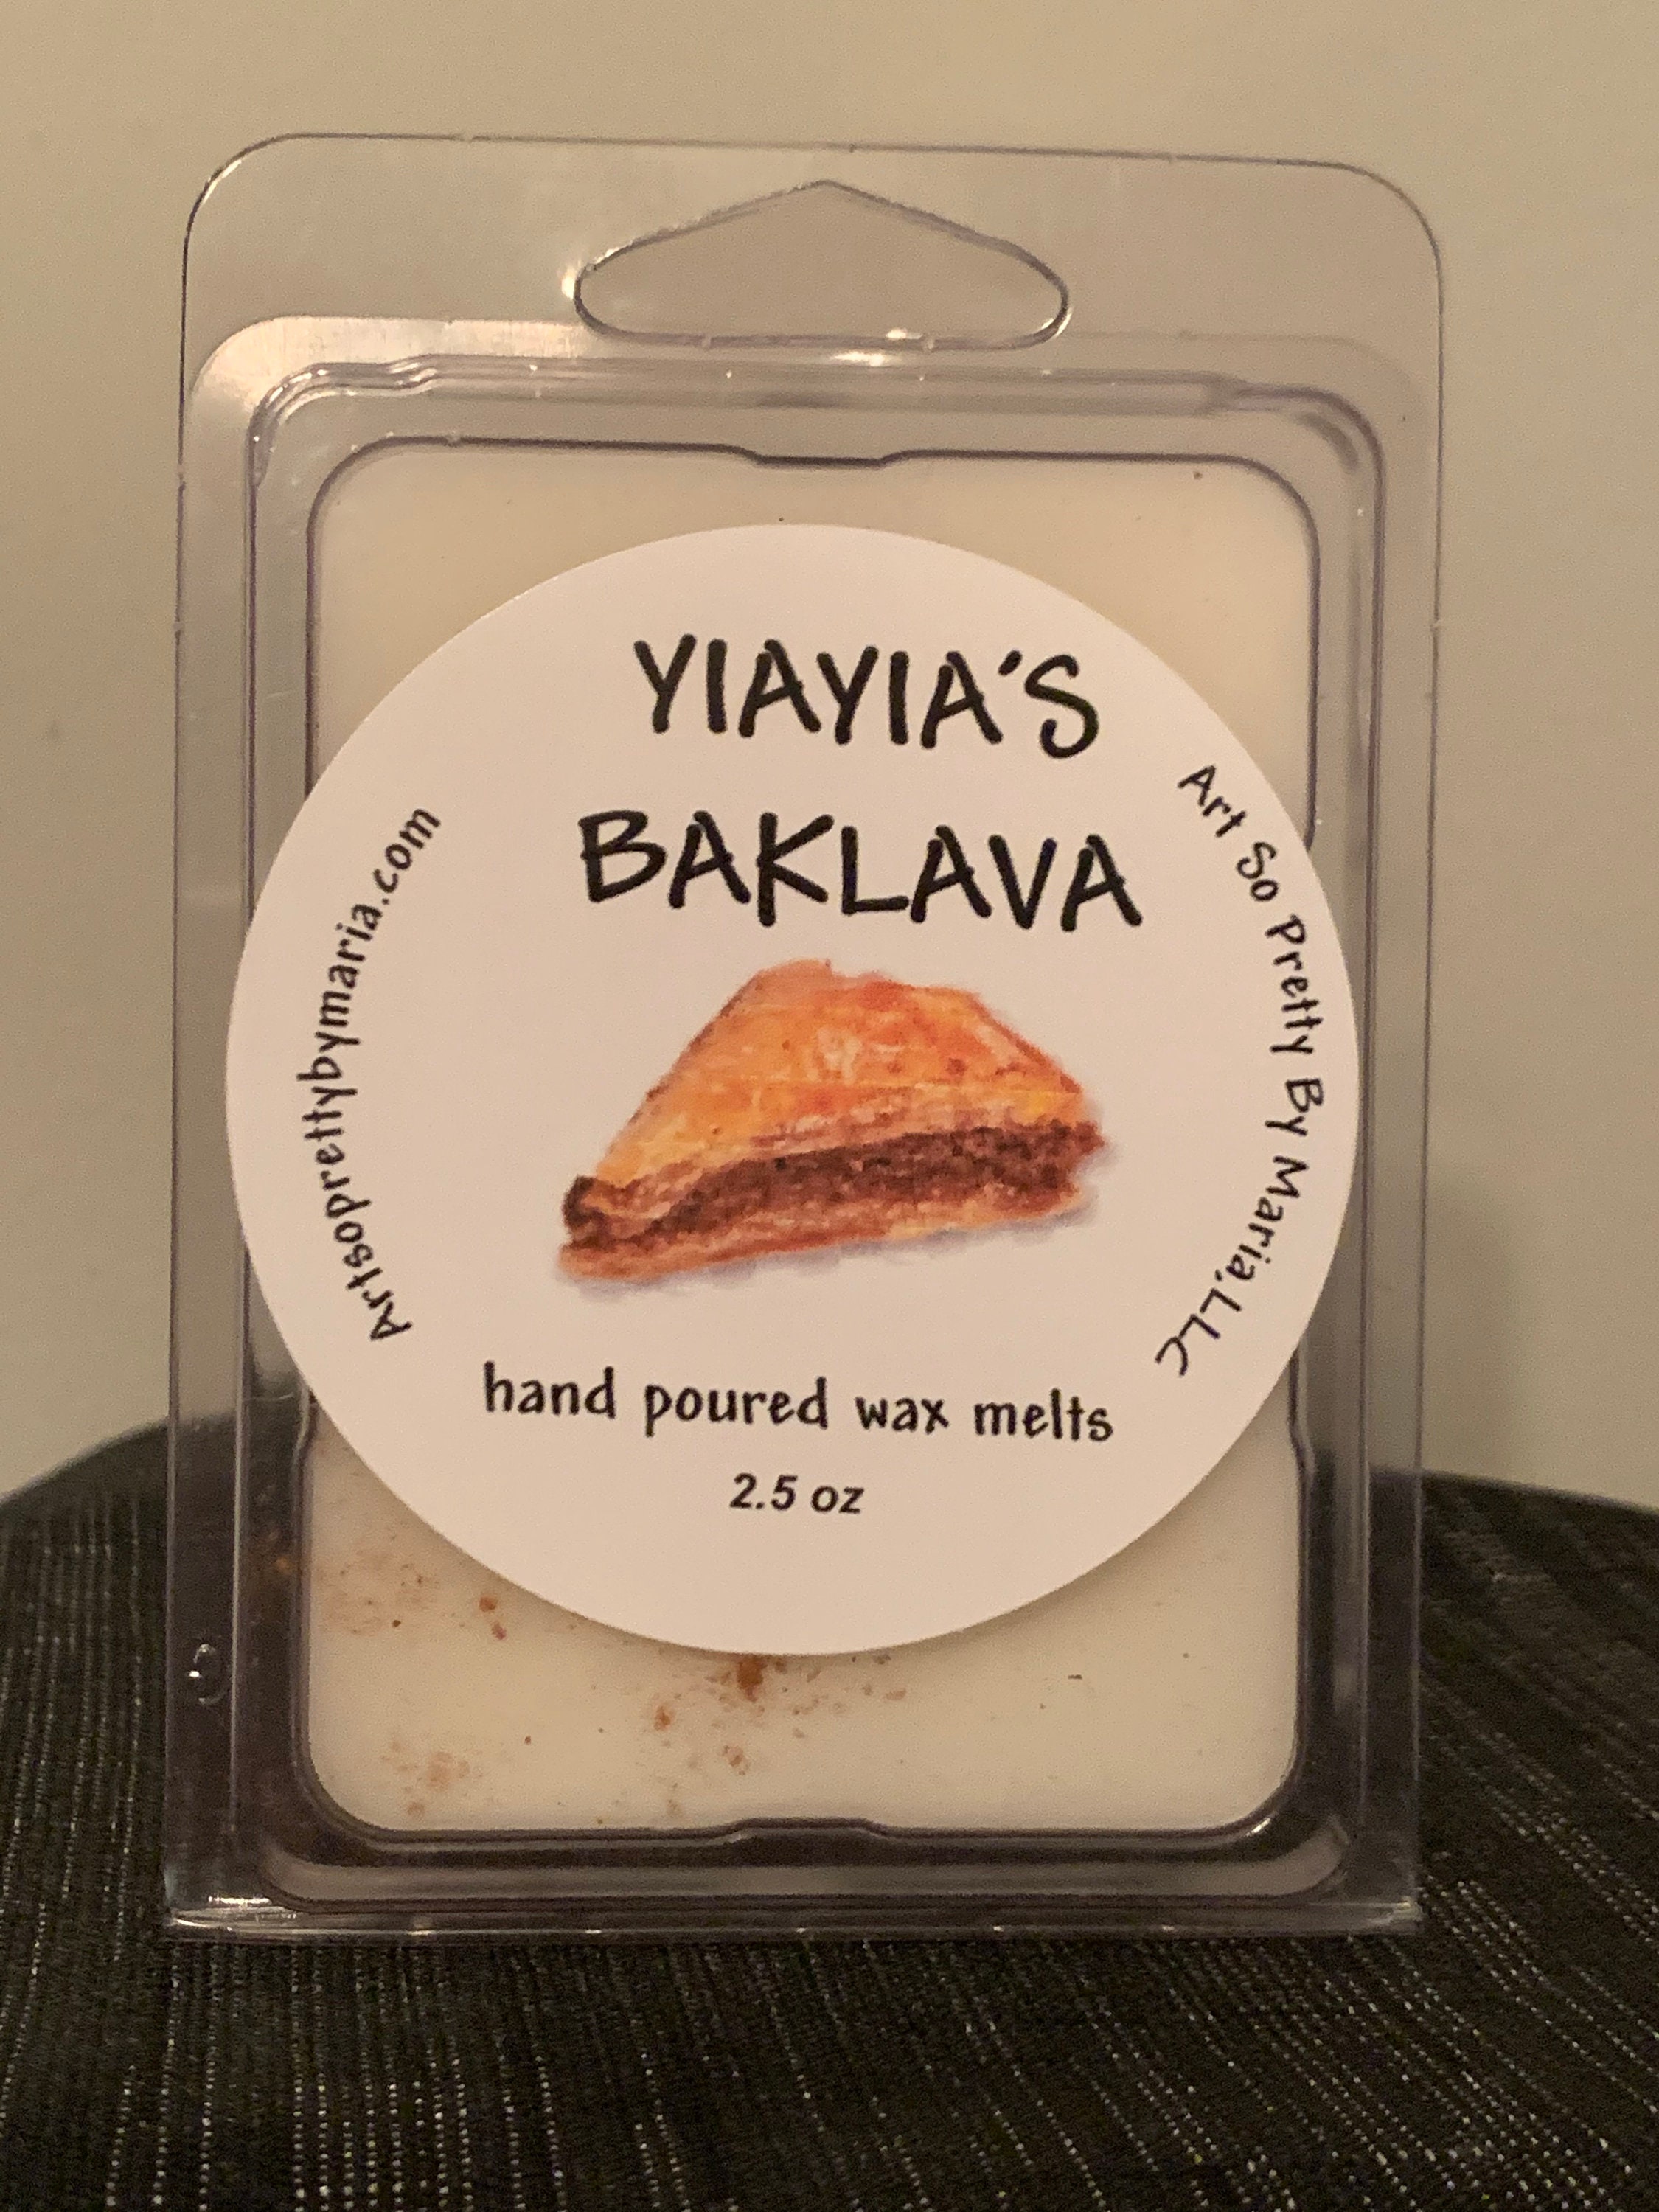 YIAYIA'S
BAKLAVA
Artsoprettybymaria.com
Art So Pretty By Maria,LLC
hand poured wax melts
2.5 oz